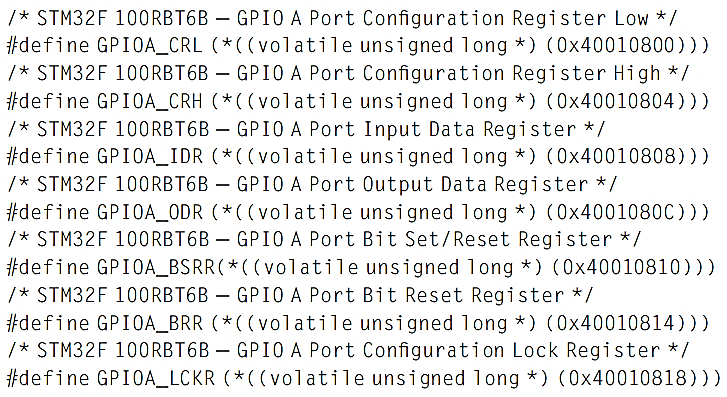 /* STM32F 100RBT6B – GPIO A Port Configuration Register Low */
#define GPIOA_CRL (*((volatile unsigned long *) (0x40010800)))
/* STM32F 100RBT6B – GPIO A Port Configuration Register High */
#define GPIOA_CRH (*((volatile unsigned long *) (0x40010804)))
/* STM32F 100RBT6B – GPIO A Port Input Data Register */
#define GPIOA_IDR (*((volatile unsigned long *) (0x40010808)))
/* STM32F 100RBT6B – GPIO A Port Output Data Register */
#define GPIOA_ODR (*((volatile unsigned long *) (0x4001080C)))
/* STM32F 100RBT6B – GPIO A Port Bit Set/Reset Register */
#define GPIOA_BSRR(*((volatile unsigned long *) (0x40010810)))
/* STM32F 100RBT6B – GPIO A Port Bit Reset Register */
#define GPIOA_BRR (*((volatile unsigned long *) (0x40010814)))
/* STM32F 100RBT6B – GPIO A Port Configuration Lock Register */
#define GPIOA_LCKR (*((volatile unsigned long *) (0x40010818)))